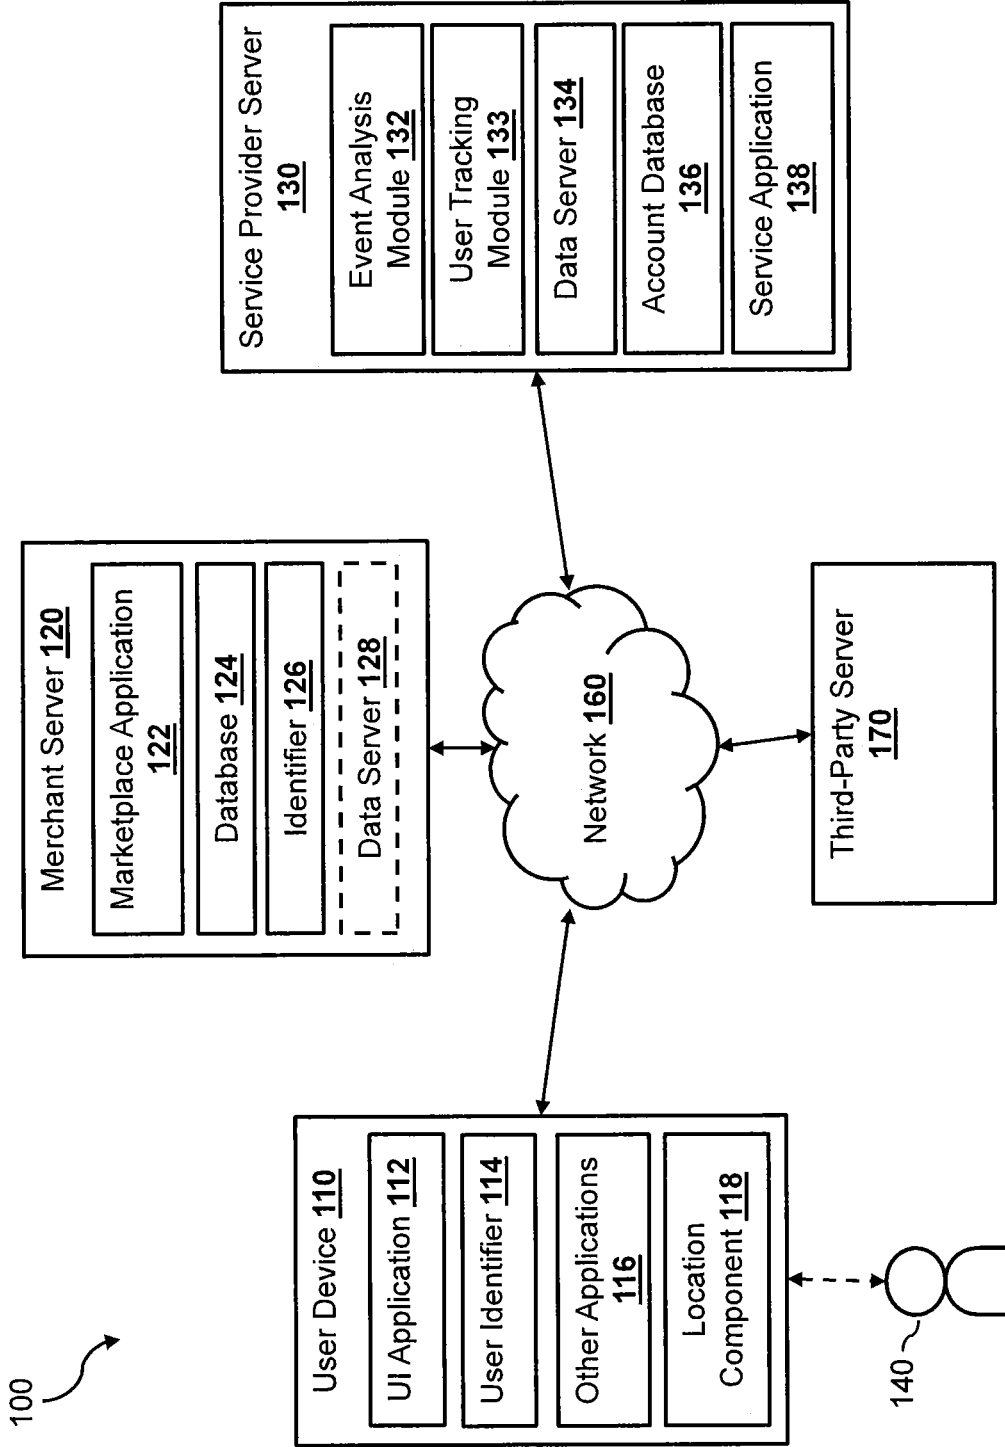 100
User Device 110
UI Application 112
User Identifier 114
Other Applications
116
Location
Component 118
140
Merchant Server 120
Marketplace Application
122
Database 124
Identifier 126
Data Server 128
Network 160
Third-Party Server
170
Service Provider Server
130
Event Analysis
Module 132
User Tracking
Module 133
Data Server 134
Account Database
136
Service Application
138